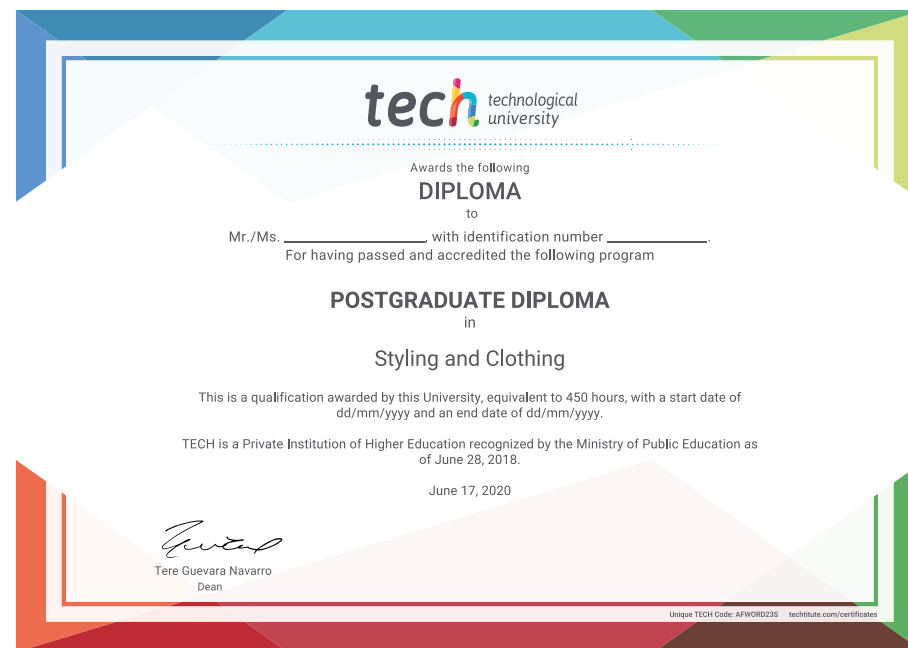 tech technological
university
Awards the following
DIPLOMA
to
Mr./Ms. ____________, with identification number ____________.
For having passed and accredited the following program
POSTGRADUATE DIPLOMA
in
Styling and Clothing
This is a qualification awarded by this University, equivalent to 450 hours, with a start date of
dd/mm/yyyy and an end date of dd/mm/yyyy.
TECH is a Private Institution of Higher Education recognized by the Ministry of Public Education as
of June 28, 2018.
June 17, 2020
Tere Guevara Navarro
Dean
Unique TECH Code: AFWORD23S techtitute.com/certificates